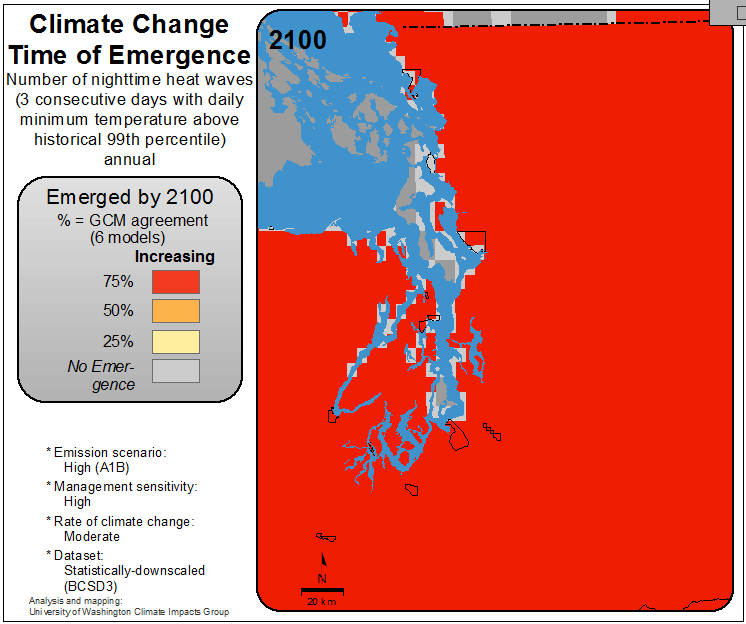 Climate Change
Time of Emergence
Number of nighttime heat waves
(3 consecutive days with daily
minimum temperature above
historical 99th percentile)
annual
Emerged by 2100
% = GCM agreement
(6 models)
Increasing
75%
50%
25%
No Emer-
gence
* Emission scenario:
High (A1B)
* Management sensitivity:
High
* Rate of climate change:
Moderate
* Dataset:
Statistically-downscaled
(BCSD3)
Analysis and mapping:
University of Washington Climate Impacts Group
2100
N
20 km